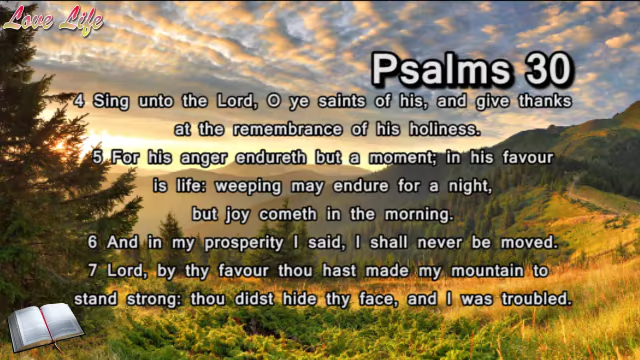 Love Life
Psalms 30
4 Sing unto the Lord, O ye saints of his, and give thanks
at the remembrance of his holiness.
5 For his anger endureth but a moment; in his favour
is life: weeping may endure for a night,
but joy cometh in the morning.
6 And in my prosperity I said, I shall never be moved.
7 Lord, by thy favour thou hast made my mountain to
stand strong: thou didst hide thy face, and I was troubled.